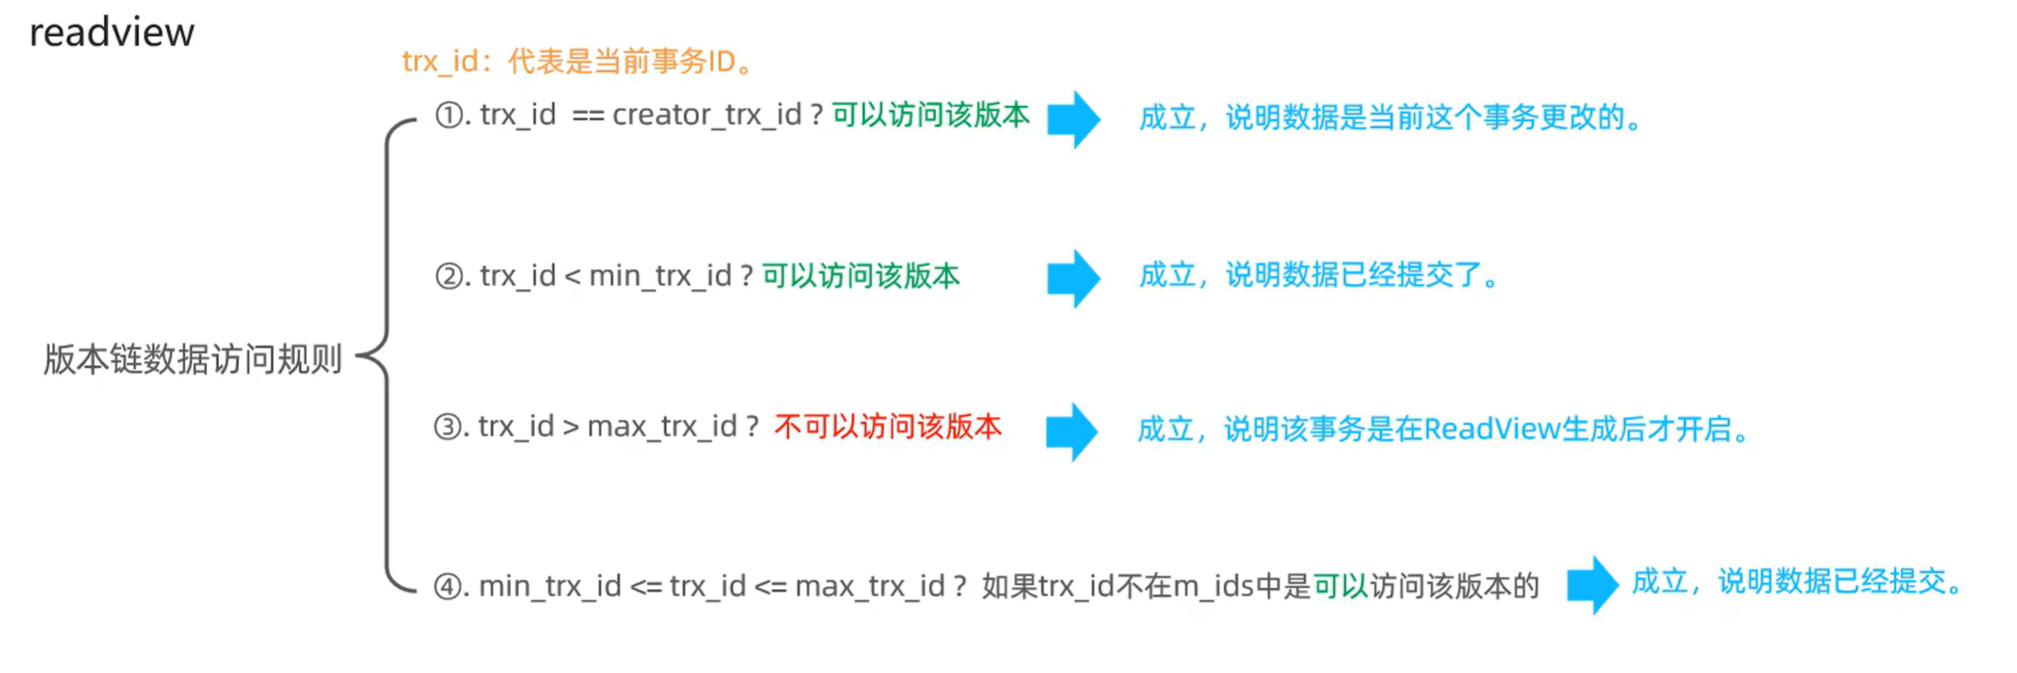 readview
trx_id：代表是当前事务ID。
①. trx_id == creator_trx_id ? 可以访问该版本 成立，说明数据是当前这个事务更改的。
②. trx_id < min_trx_id ? 可以访问该版本 成立，说明数据已经提交了。
版本链数据访问规则
③. trx_id > max_trx_id ? 不可以访问该版本 成立，说明该事务是在ReadView生成后才开启。
④. min_trx_id <= trx_id <= max_trx_id ? 如果trx_id不在m_ids中是可以访问该版本的 成立，说明数据已经提交。